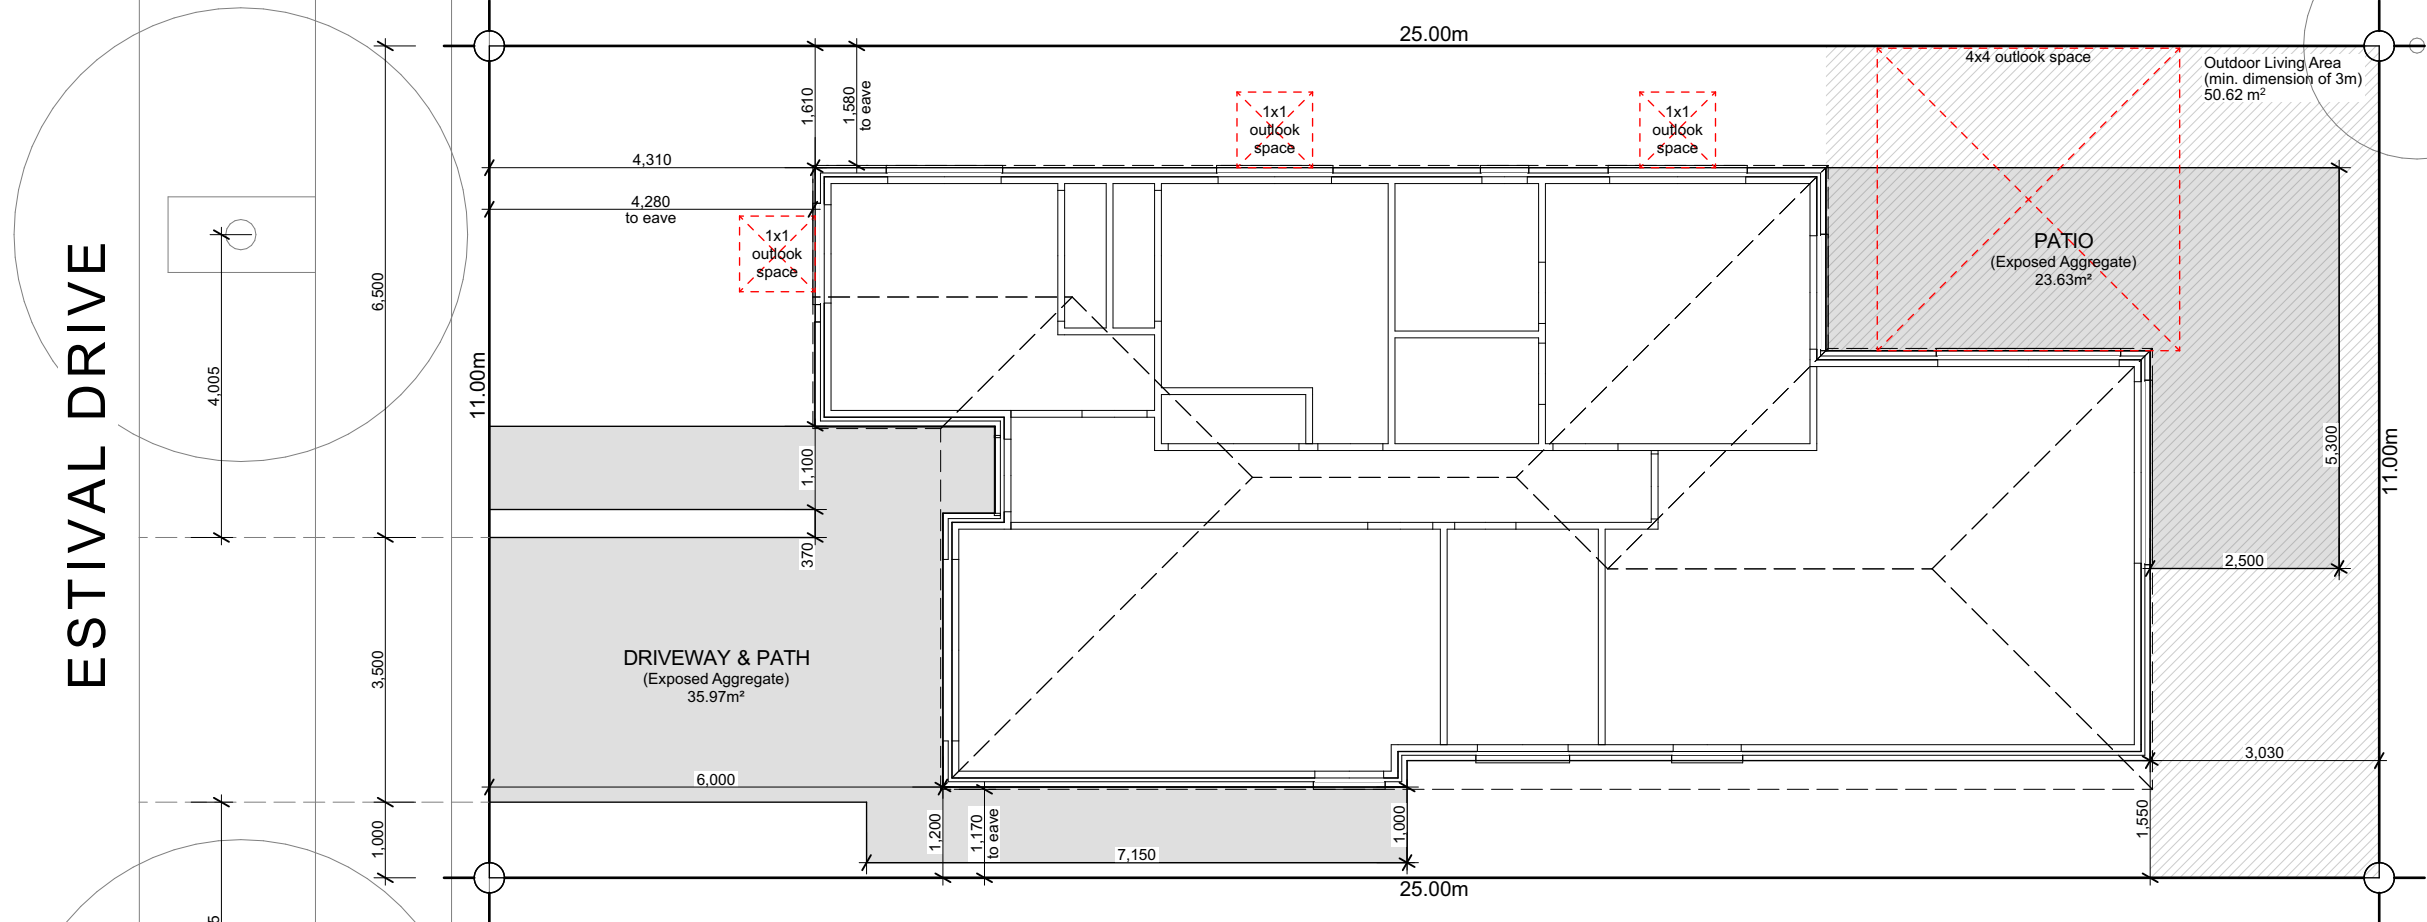 25.00m
4x4 outlook space
Outdoor Living Area
(min. dimension of 3m)
50.62 m²
1,610
1,580
to eave
1x1
outlook
space
1x1
outlook
space
4,310
4,280
to eave
1x1
outlook
space
PATIO
(Exposed Aggregate)
23.63m²
ESTIVAL DRIVE
6,500
4,005
11.00m
1,100
370
5,300
11.00m
2,500
DRIVEWAY & PATH
(Exposed Aggregate)
35.97m²
3,500
6,000
3,030
1,000
1,200
1,170
to eave
1,000
1,550
7,150
25.00m
5